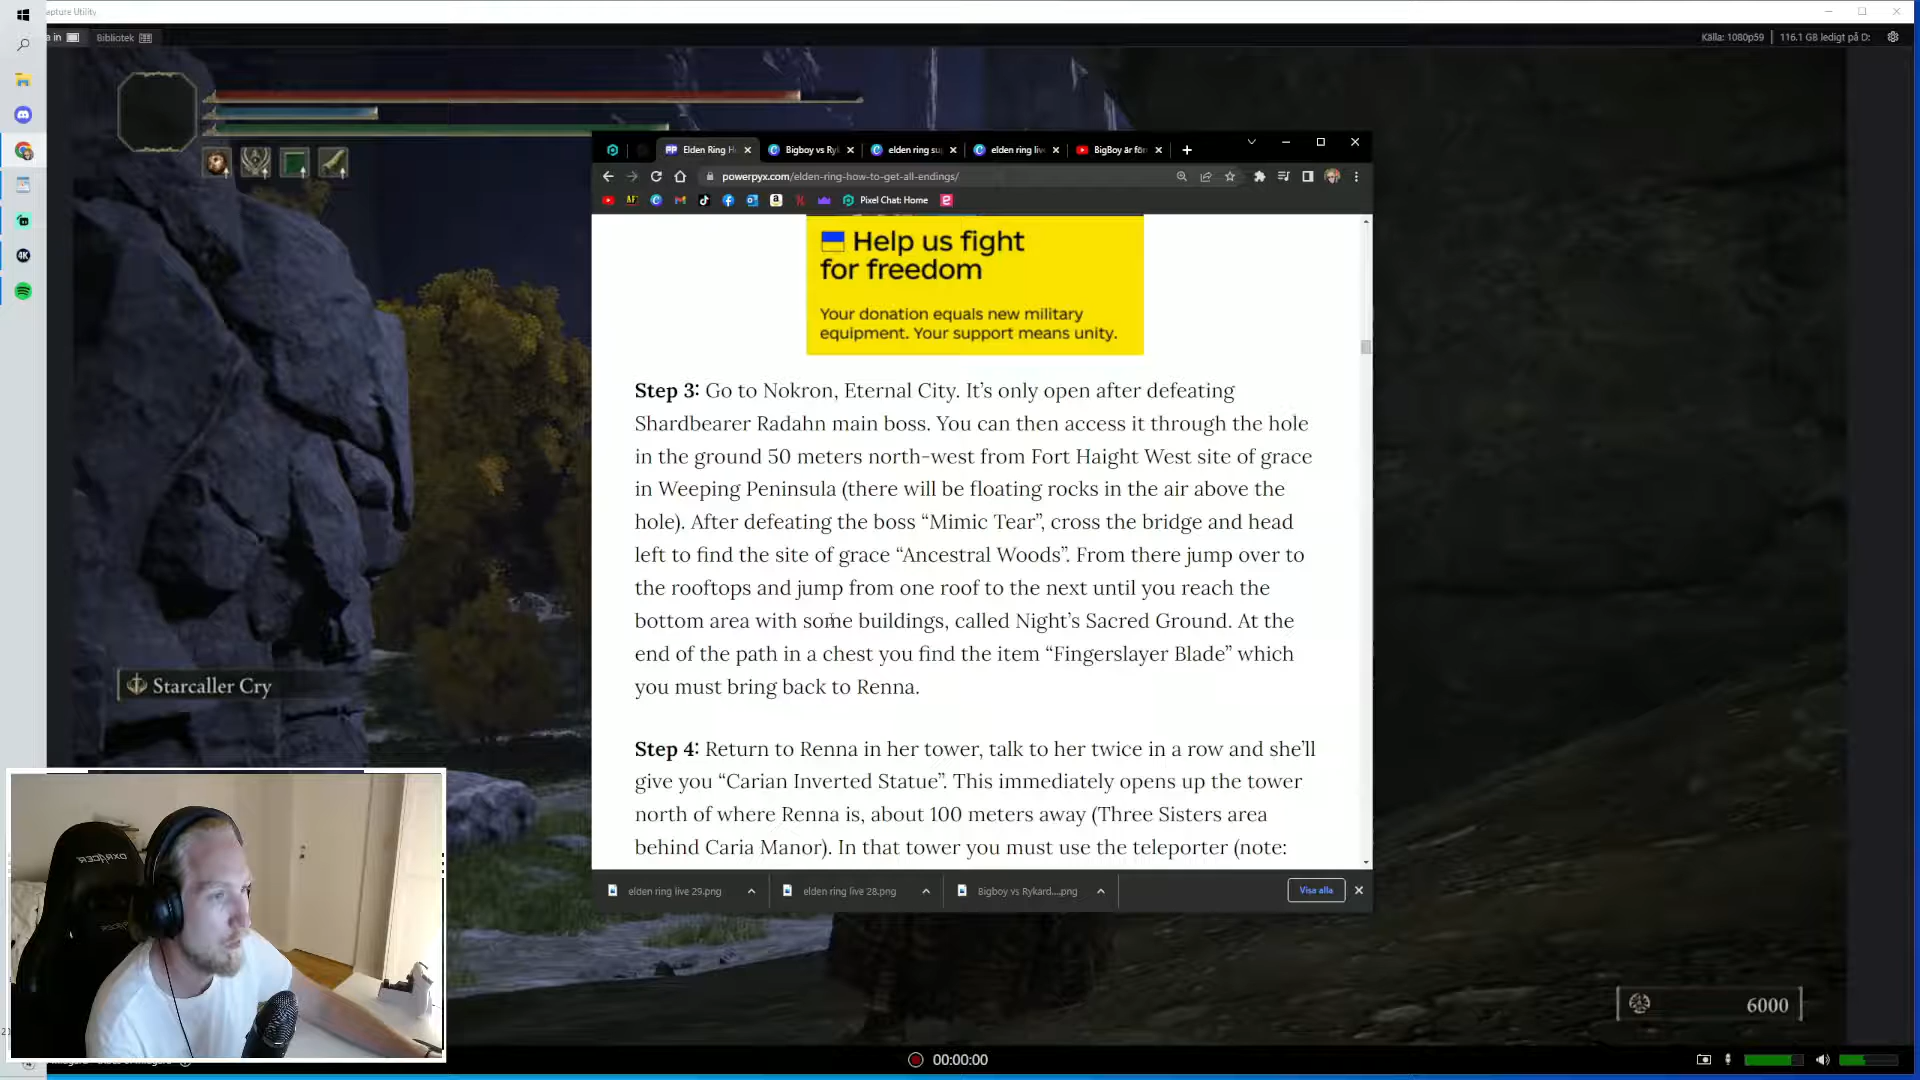 apture Utility
a in
Bibliotek
Källa: 1080p59
116.1 GB ledigt på D:
Elden Ring H
Bigboy vs Ry
elden ring su
elden ring liv
BigBoy är för
powerpyx.com/elden-ring-how-to-get-all-endings/
Pixel Chat: Home
Help us fight
for freedom
Your donation equals new military
equipment. Your support means unity.
Step 3: Go to Nokron, Eternal City. It’s only open after defeating
Shardbearer Radahn main boss. You can then access it through the hole
in the ground 50 meters north-west from Fort Haight West site of grace
in Weeping Peninsula (there will be floating rocks in the air above the
hole). After defeating the boss “Mimic Tear”, cross the bridge and head
left to find the site of grace “Ancestral Woods”. From there jump over to
the rooftops and jump from one roof to the next until you reach the
bottom area with some buildings, called Night’s Sacred Ground. At the
end of the path in a chest you find the item “Fingerslayer Blade” which
you must bring back to Renna.
Starcaller Cry
Step 4: Return to Renna in her tower, talk to her twice in a row and she’ll
give you “Carian Inverted Statue”. This immediately opens up the tower
north of where Renna is, about 100 meters away (Three Sisters area
behind Caria Manor). In that tower you must use the teleporter (note:
elden ring live 29.png
elden ring live 28.png
Bigboy vs Rykard....png
Visa alla
DXRACER
4K
6000
00:00:00